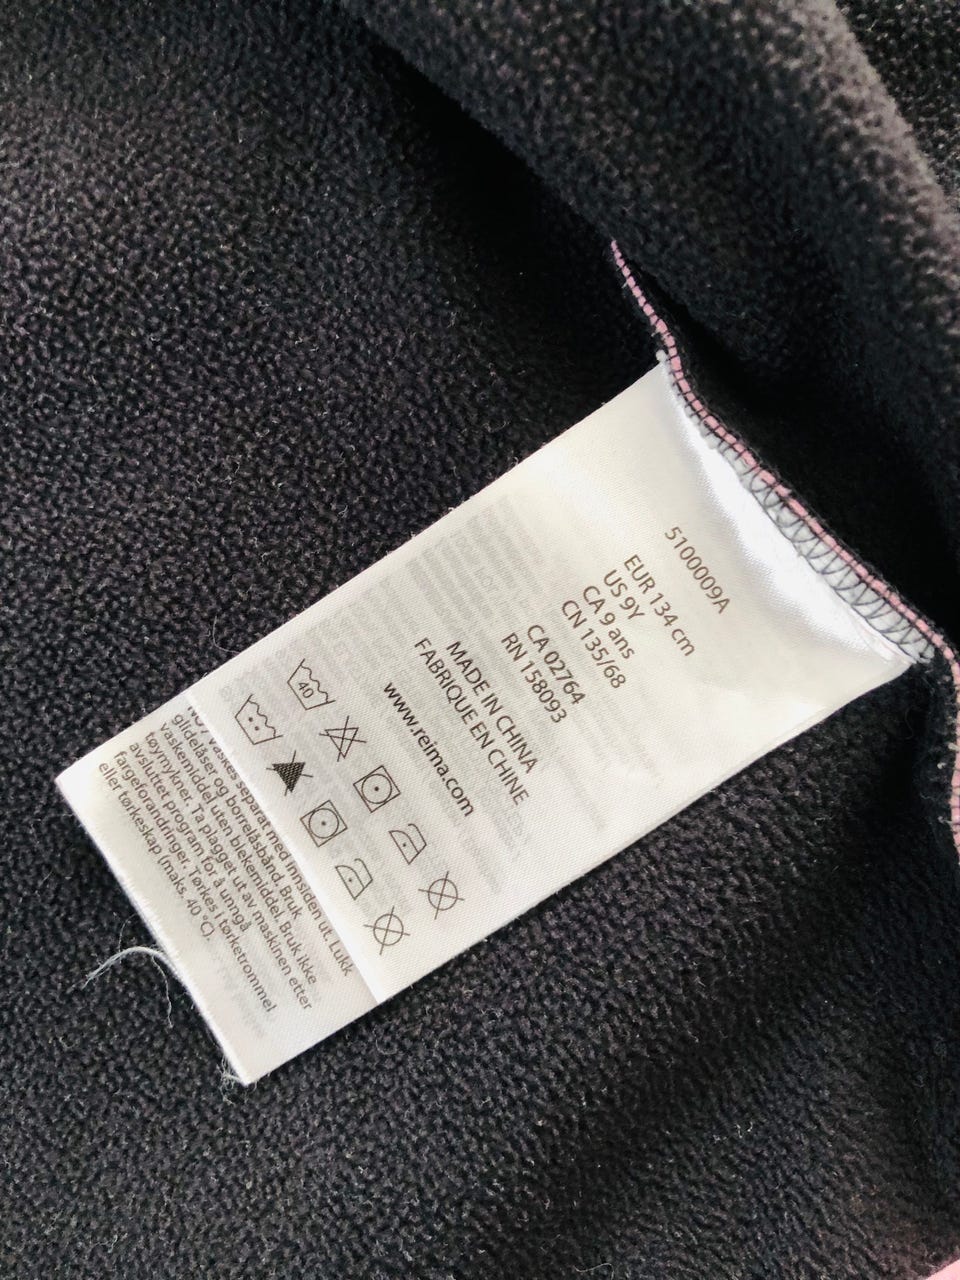 5100009A
EUR 134 cm
US 9Y
CA 9 ans
CN 135/68
CA 02764
RN 158093
MADE IN CHINA
FABRIQUE EN CHINE
www.reima.com
40
vaskes separat med innsiden ut. Lukk
glidelåser og borrelåsbånd. Bruk
vaskemiddel uten blekemiddel. Bruk ikke
tøymykner. Ta plagget ut av maskinen etter
avsluttet program for å unngå
fargeforandringer. Tørkes i tørketrommel
eller tørkeskap (maks. 40 °C).